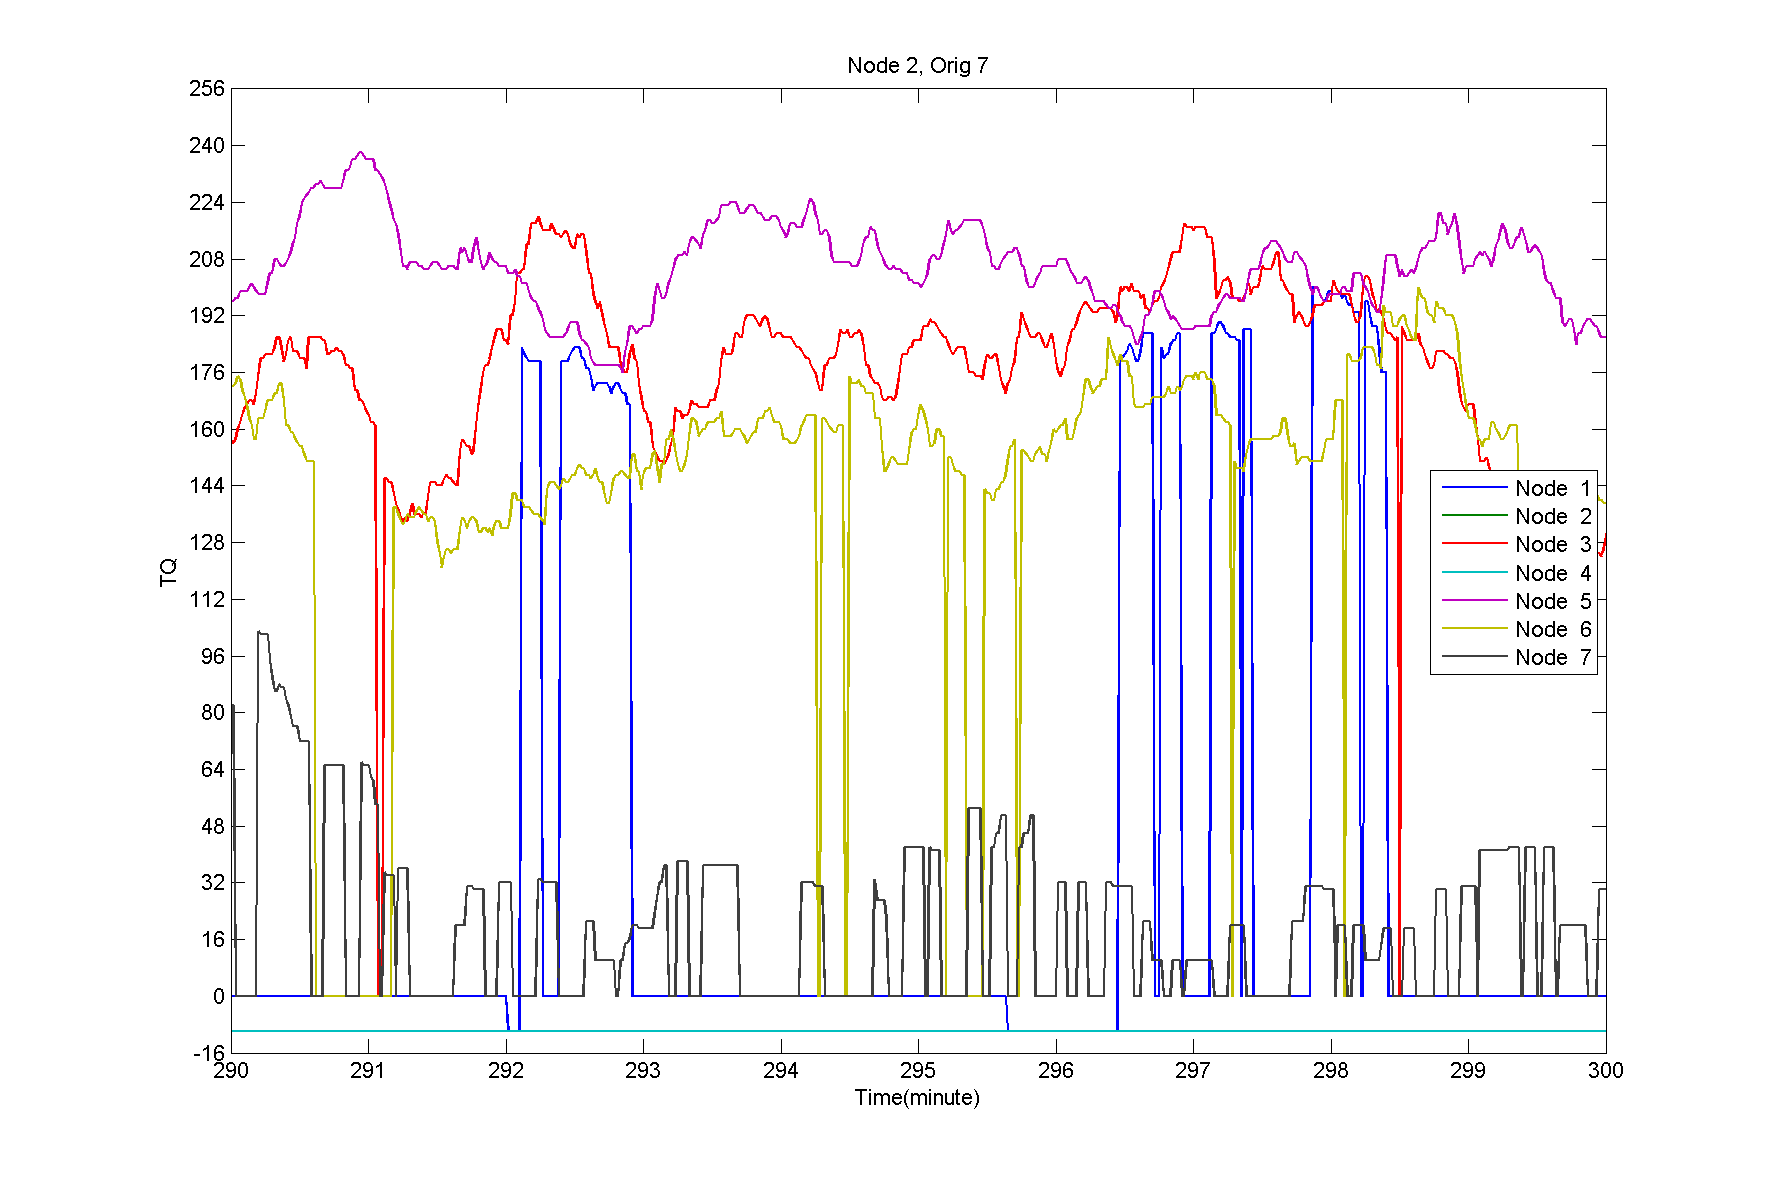 Node 2, Orig 7
256
240
224
208
192
176
160
144
128
112
96
80
64
48
32
16
0
-16
TQ
290 291 292 293 294 295 296 297 298 299 300
Time(minute)
Node 1
Node 2
Node 3
Node 4
Node 5
Node 6
Node 7